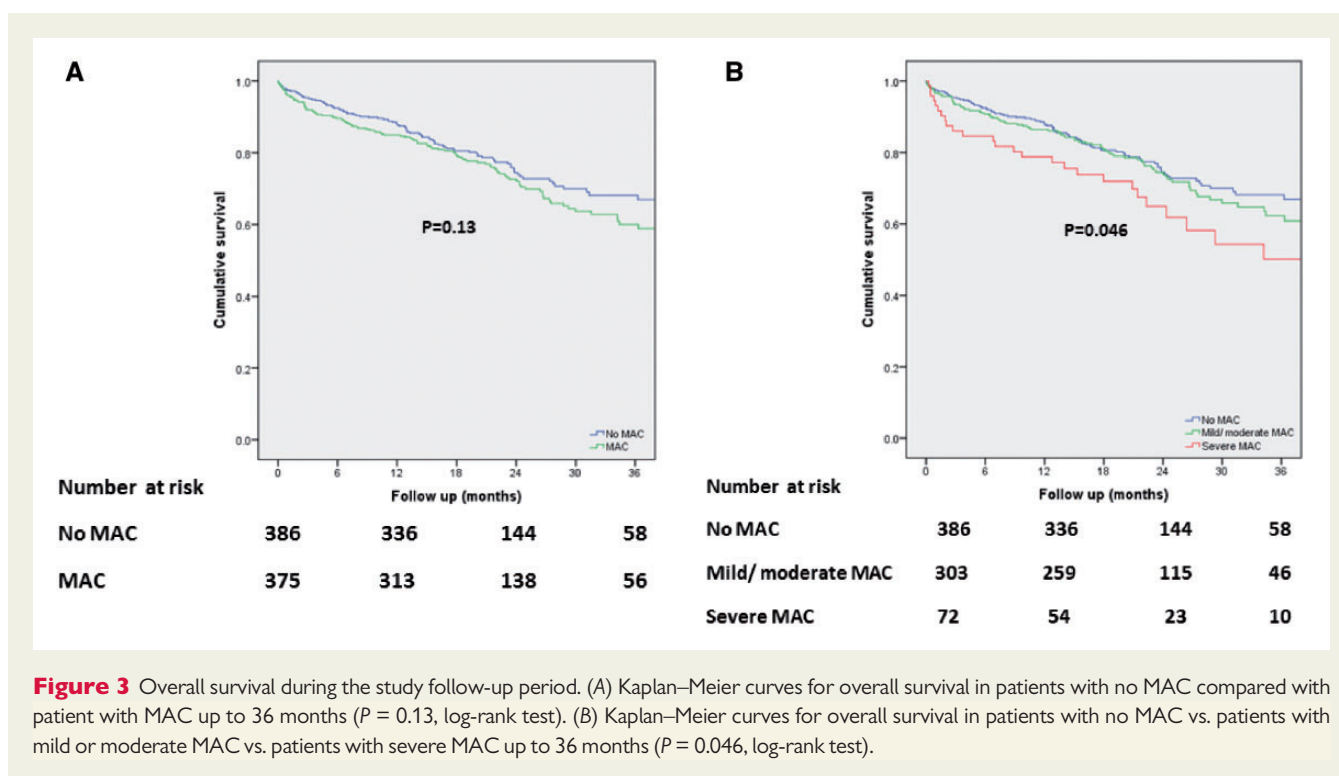 A
1.0
0.8
0.6
0.4
0.2
0.0
Cumulative survival
P=0.13
No MAC
MAC
0 6 12 18 24 30 36
Follow up (months)
Number at risk
No MAC 386 336 144 58
MAC 375 313 138 56
B
1.0
0.8
0.6
0.4
0.2
0.0
Cumulative survival
P=0.046
No MAC
Mild/ moderate MAC
Severe MAC
0 6 12 18 24 30 36
Follow up (months)
Number at risk
No MAC 386 336 144 58
Mild/ moderate MAC 303 259 115 46
Severe MAC 72 54 23 10
Figure 3 Overall survival during the study follow-up period. (A) Kaplan–Meier curves for overall survival in patients with no MAC compared with
patient with MAC up to 36 months (P = 0.13, log-rank test). (B) Kaplan–Meier curves for overall survival in patients with no MAC vs. patients with
mild or moderate MAC vs. patients with severe MAC up to 36 months (P = 0.046, log-rank test).